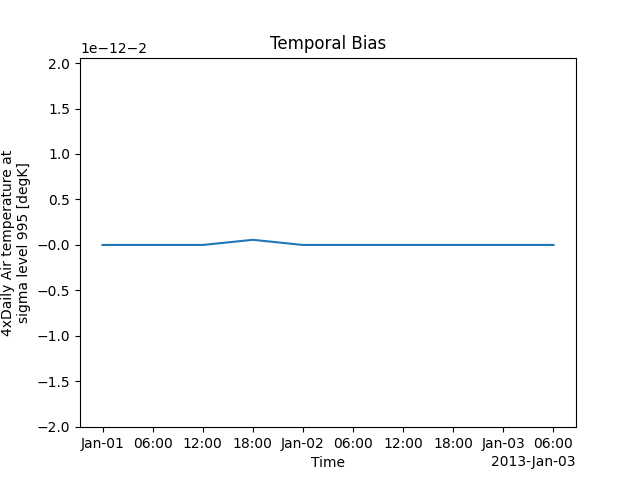 Temporal Bias
1e−12−2
2.0
1.5
1.0
0.5
−0.0
−0.5
−1.0
−1.5
−2.0
4xDaily Air temperature at
sigma level 995 [degK]
Jan-01 06:00 12:00 18:00 Jan-02 06:00 12:00 18:00 Jan-03 06:00
Time
2013-Jan-03